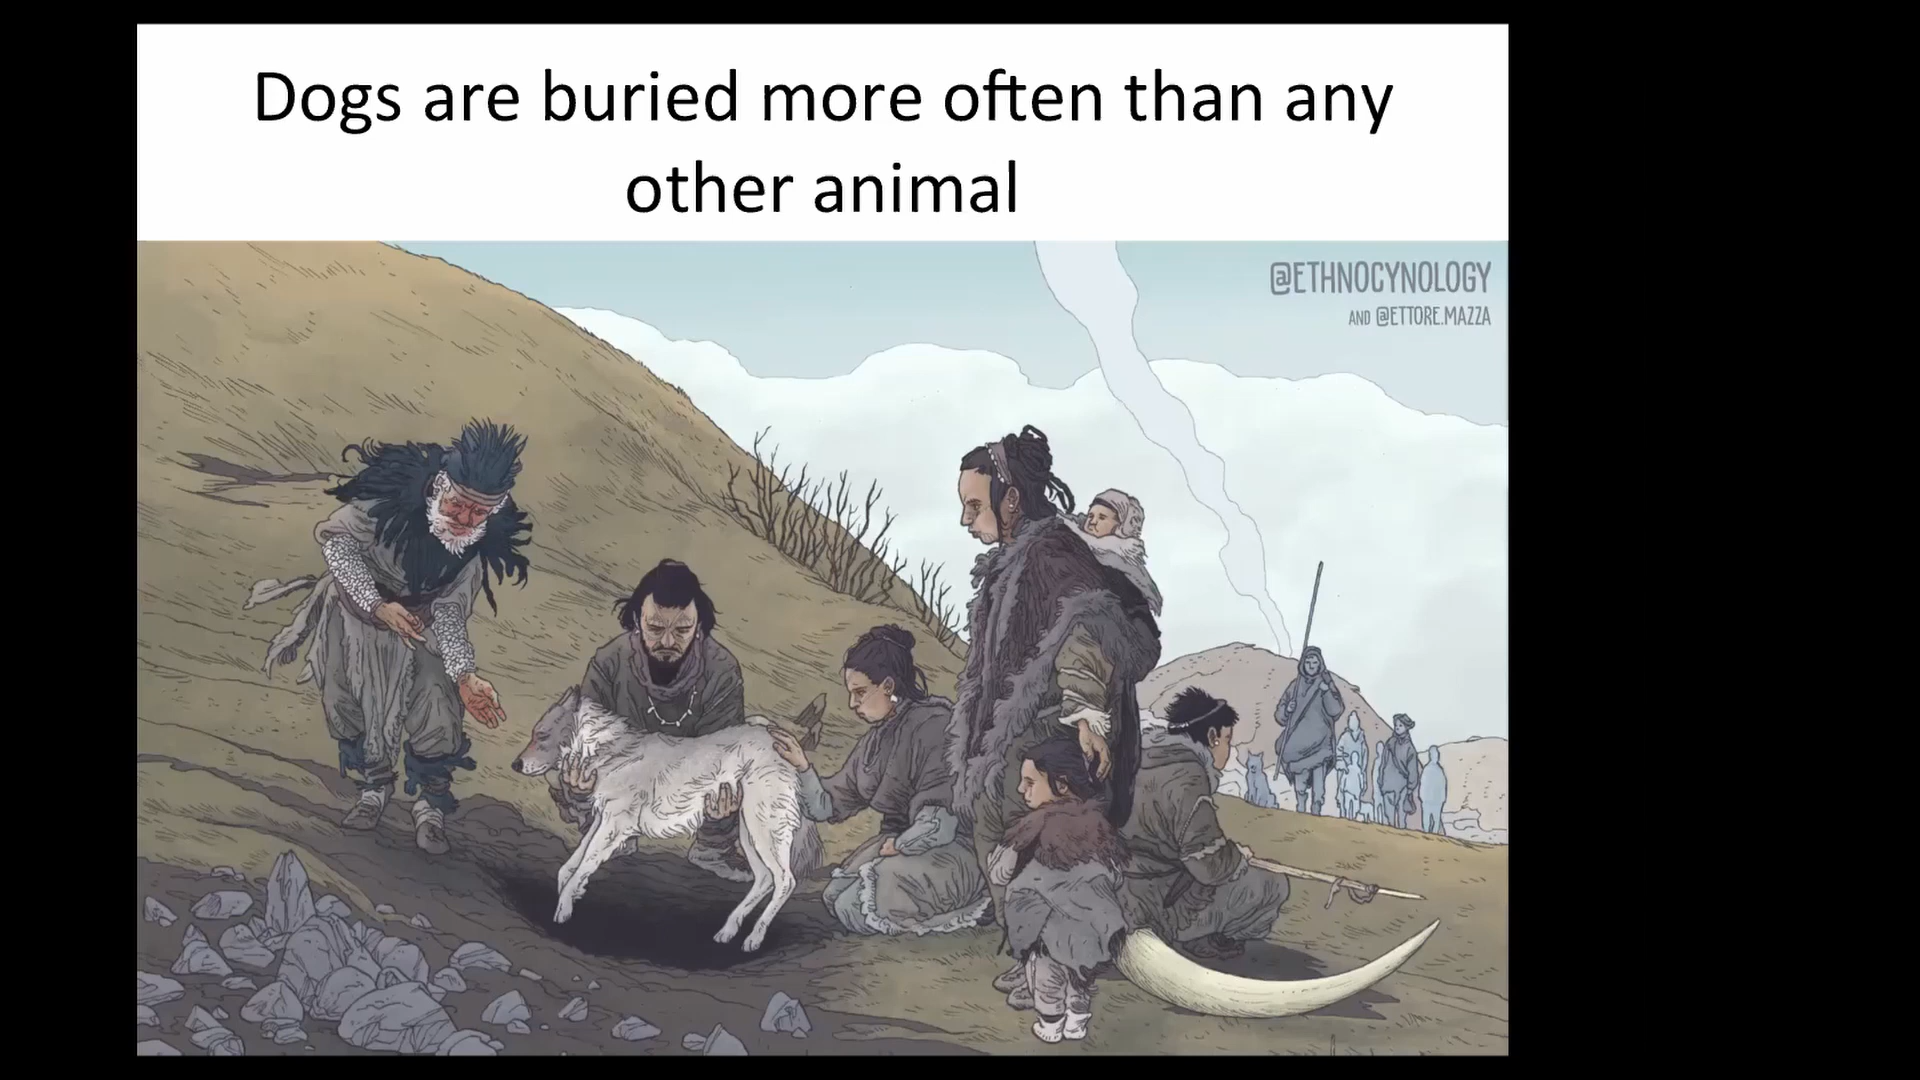 Dogs are buried more often than any
other animal
@ETHNOCYNOLOGY
AND @ETTORE.MAZZA